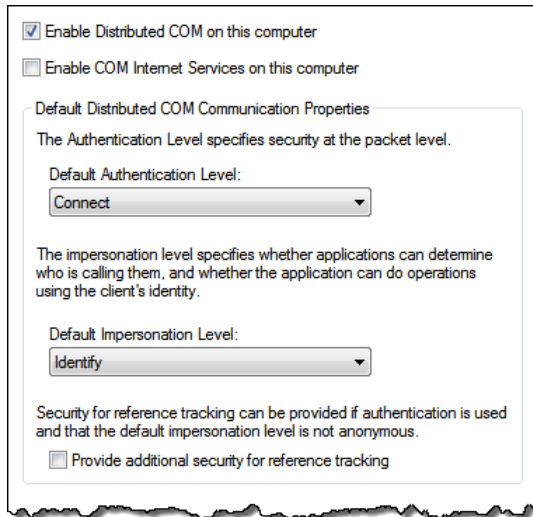 Enable Distributed COM on this computer
Enable COM Internet Services on this computer
Default Distributed COM Communication Properties
The Authentication Level specifies security at the packet level.
Default Authentication Level:
Connect
The impersonation level specifies whether applications can determine
who is calling them, and whether the application can do operations
using the client's identity.
Default Impersonation Level:
Identify
Security for reference tracking can be provided if authentication is used
and that the default impersonation level is not anonymous.
Provide additional security for reference tracking